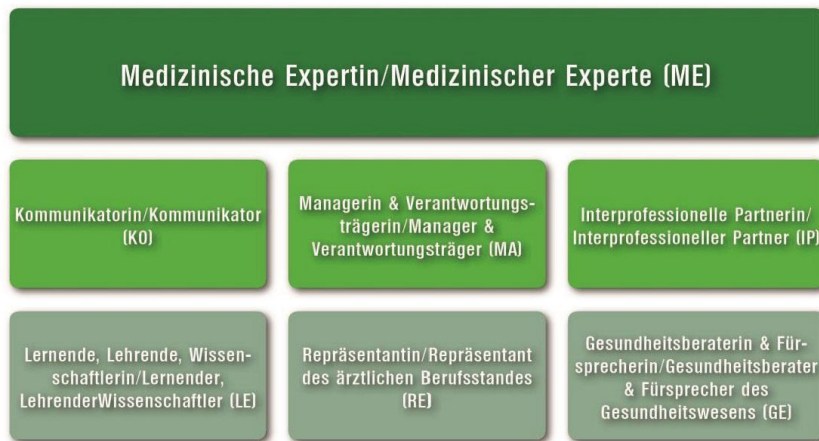 Medizinische Expertin/Medizinischer Experte (ME)
Kommunikatorin/Kommunikator
(KO)
Managerin & Verantwortungs-
trägerin/Manager &
Verantwortungsträger (MA)
Interprofessionelle Partnerin/
Interprofessioneller Partner (IP)
Lernende, Lehrende, Wissen-
schaftlerin/Lernender,
LehrenderWissenschaftler (LE)
Repräsentantin/Repräsentant
des ärztlichen Berufsstandes
(RE)
Gesundheitsberaterin & Für-
sprecherin/Gesundheitsberater
& Fürsprecher des
Gesundheitswesens (GE)